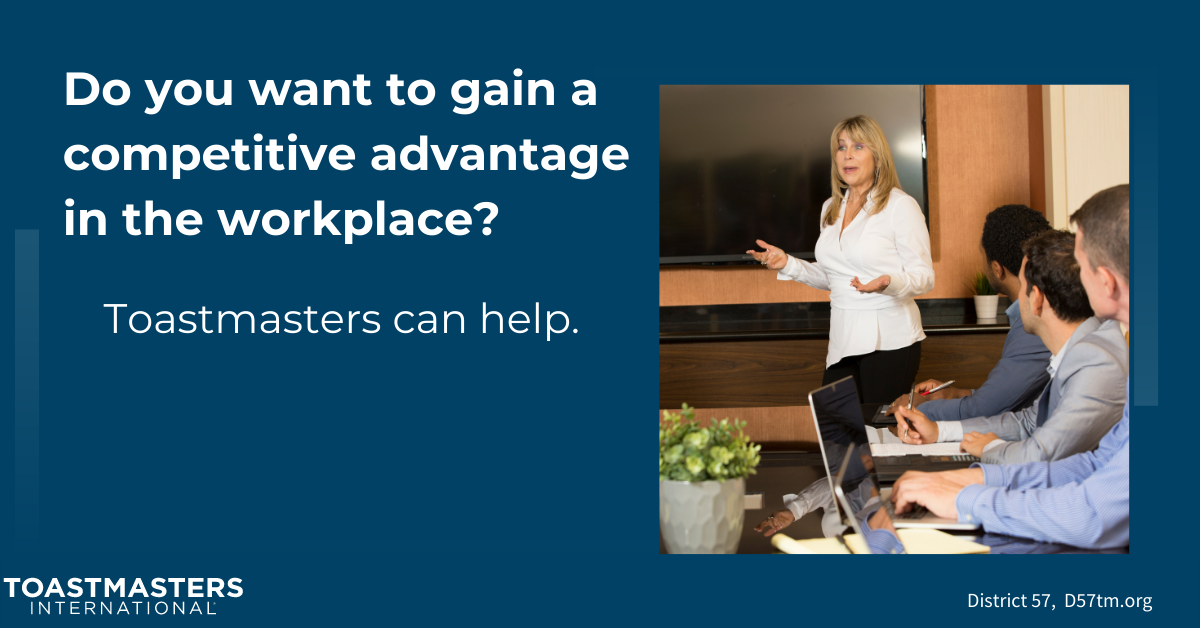 Do you want to gain a
competitive advantage
in the workplace?
Toastmasters can help.
TOASTMASTERS
INTERNATIONAL
District 57, D57tm.org